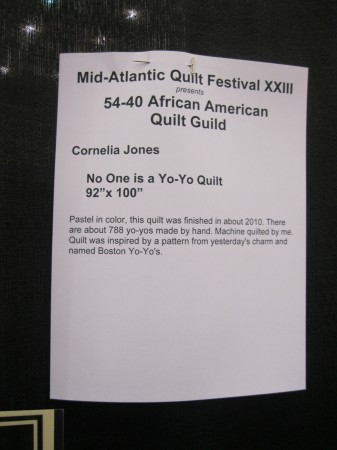 Mid-Atlantic Quilt Festival XXIII
presents
54-40 African American
Quilt Guild
Cornelia Jones
No One is a Yo-Yo Quilt
92”x 100”
Pastel in color, this quilt was finished in about 2010. There
are about 788 yo-yos made by hand. Machine quilted by me.
Quilt was inspired by a pattern from yesterday's charm and
named Boston Yo-Yo's.